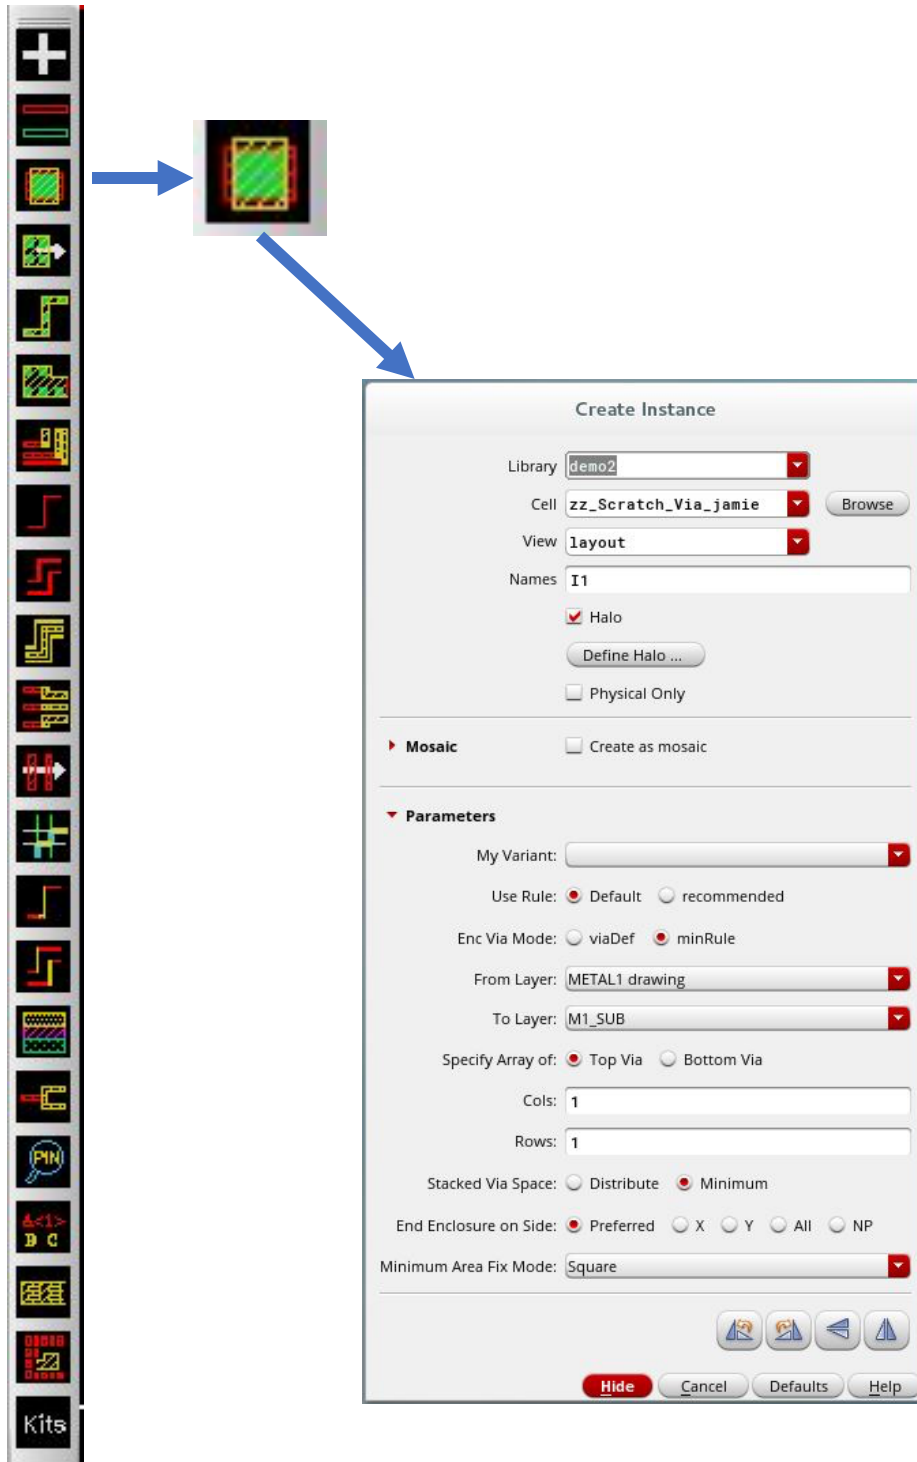 PIN
A<1>
B C
Kits
Create Instance
Library demo2
Cell zz_Scratch_Via_jamie Browse
View layout
Names I1
Halo
Define Halo ...
Physical Only
Mosaic Create as mosaic
Parameters
My Variant:
Use Rule: Default recommended
Enc Via Mode: viaDef minRule
From Layer: METAL1 drawing
To Layer: M1_SUB
Specify Array of: Top Via Bottom Via
Cols: 1
Rows: 1
Stacked Via Space: Distribute Minimum
End Enclosure on Side: Preferred X Y All NP
Minimum Area Fix Mode: Square
Hide Cancel Defaults Help